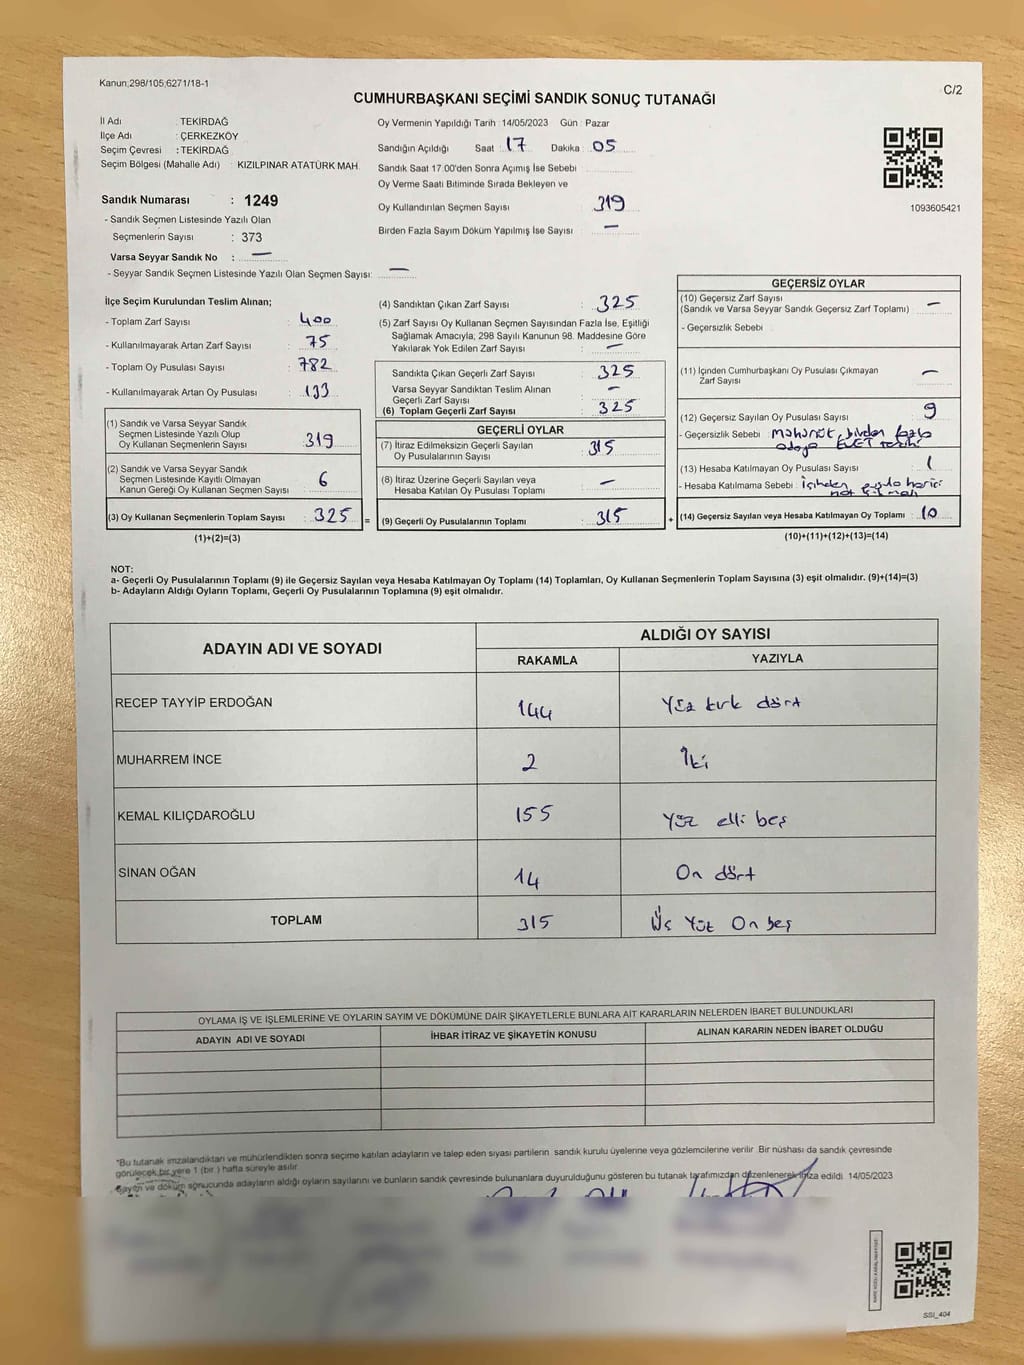 Kanun,298/105,6271/18-1
C/2
CUMHURBAŞKANI SEÇİMİ SANDIK SONUÇ TUTANAĞI
İl Adı : TEKİRDAĞ
İlçe Adı : ÇERKEZKÖY
Seçim Çevresi : TEKİRDAĞ
Seçim Bölgesi (Mahalle Adı) : KIZILPINAR ATATÜRK MAH.
Sandık Numarası : 1249
- Sandık Seçmen Listesinde Yazılı Olan
Seçmenlerin Sayısı : 373
Varsa Seyyar Sandık No : —
- Seyyar Sandık Seçmen Listesinde Yazılı Olan Seçmen Sayısı: —
Oy Vermenin Yapıldığı Tarih : 14/05/2023 Gün : Pazar
Sandığın Açıldığı Saat : 17 Dakika : 05
Sandık Saat 17.00'den Sonra Açımış İse Sebebi
Oy Verme Saati Bitiminde Sırada Bekleyen ve
Oy Kullandırılan Seçmen Sayısı : 319
Birden Fazla Sayım Döküm Yapılmış İse Sayısı : —
1093605421
İlçe Seçim Kurulundan Teslim Alınan;
- Toplam Zarf Sayısı : 400
- Kullanılmayarak Artan Zarf Sayısı : 75
- Toplam Oy Pusulası Sayısı : 782
- Kullanılmayarak Artan Oy Pusulası : 133
(1) Sandık ve Varsa Seyyar Sandık
Seçmen Listesinde Yazılı Olup
Oy Kullanan Seçmenlerin Sayısı : 319
(2) Sandık ve Varsa Seyyar Sandık
Seçmen Listesinde Kayıtlı Olmayan
Kanun Gereği Oy Kullanan Seçmen Sayısı : 6
(3) Oy Kullanan Seçmenlerin Toplam Sayısı : 325 =
(1)+(2)=(3)
(4) Sandıktan Çıkan Zarf Sayısı : 325
(5) Zarf Sayısı Oy Kullanan Seçmen Sayısından Fazla İse, Eşitliği
Sağlamak Amacıyla, 298 Sayılı Kanunun 98. Maddesine Göre
Yakılarak Yok Edilen Zarf Sayısı : —
Sandıkta Çıkan Geçerli Zarf Sayısı : 325
Varsa Seyyar Sandıktan Teslim Alınan
Geçerli Zarf Sayısı : —
(6) Toplam Geçerli Zarf Sayısı : 325
GEÇERLİ OYLAR
(7) İtiraz Edilmeksizin Geçerli Sayılan
Oy Pusulalarının Sayısı : 315
(8) İtiraz Üzerine Geçerli Sayılan veya
Hesaba Katılan Oy Pusulası Toplamı : —
(9) Geçerli Oy Pusulalarının Toplamı : 315 +
GEÇERSİZ OYLAR
(10) Geçersiz Zarf Sayısı
(Sandık ve Varsa Seyyar Sandık Geçersiz Zarf Toplamı) : —
- Geçersizlik Sebebi :
(11) İçinden Cumhurbaşkanı Oy Pusulası Çıkmayan
Zarf Sayısı : —
(12) Geçersiz Sayılan Oy Pusulası Sayısı : 9
- Geçersizlik Sebebi : birden fazla
adaya EVET
(13) Hesaba Katılmayan Oy Pusulası Sayısı : 1
- Hesaba Katılmama Sebebi : İçinden harici
not
(14) Geçersiz Sayılan veya Hesaba Katılmayan Oy Toplamı : 10
(10)+(11)+(12)+(13)=(14)
NOT:
a- Geçerli Oy Pusulalarının Toplamı (9) ile Geçersiz Sayılan veya Hesaba Katılmayan Oy Toplamı (14) Toplamları, Oy Kullanan Seçmenlerin Toplam Sayısına (3) eşit olmalıdır. (9)+(14)=(3)
b- Adayların Aldığı Oyların Toplamı, Geçerli Oy Pusulalarının Toplamına (9) eşit olmalıdır.
ADAYIN ADI VE SOYADI ALDIĞI OY SAYISI
RAKAMLA YAZIYLA
RECEP TAYYİP ERDOĞAN 144 Yüz kırk dört
MUHARREM İNCE 2 İki
KEMAL KILIÇDAROĞLU 155 Yüz elli beş
SİNAN OĞAN 14 On dört
TOPLAM 315 Üç Yüz On beş
OYLAMA İŞ VE İŞLEMLERİNE VE OYLARIN SAYIM VE DÖKÜMÜNE DAİR ŞİKAYETLERLE BUNLARA AİT KARARLARIN NELERDEN İBARET BULUNDUKLARI
ADAYIN ADI VE SOYADI İHBAR İTİRAZ VE ŞİKAYETİN KONUSU ALINAN KARARIN NEDEN İBARET OLDUĞU
*Bu tutanak imzalandıktan ve mühürlendikten sonra seçime katılan adayların ve talep eden siyasi partilerin sandık kurulu üyelerine veya gözlemcilerine verilir. Bir nüshası da sandık çevresinde
görülecek bir yere 1 (bir ) hafta süreyle asılır.
Sayım ve döküm sonucunda adayların aldığı oyların sayılarını ve bunların sandık çevresinde bulunanlara duyurulduğunu gösteren bu tutanak tarafımızdan düzenlenerek imza edildi. 14/05/2023
SSI_404